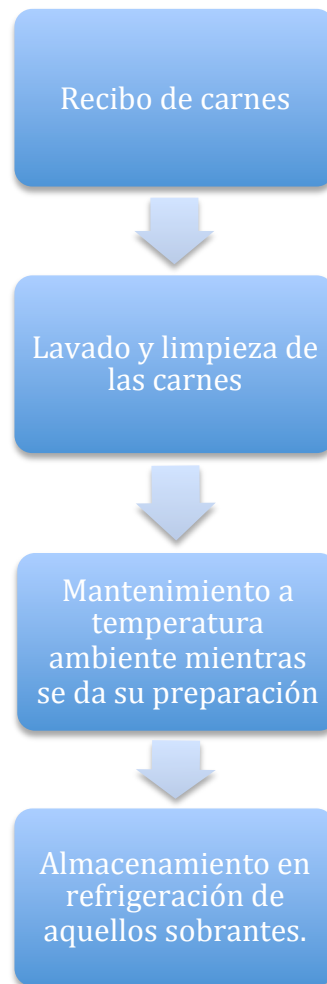 Recibo de carnes
Lavado y limpieza de
las carnes
Mantenimiento a
temperatura
ambiente mientras
se da su preparación
Almacenamiento en
refrigeración de
aquellos sobrantes.